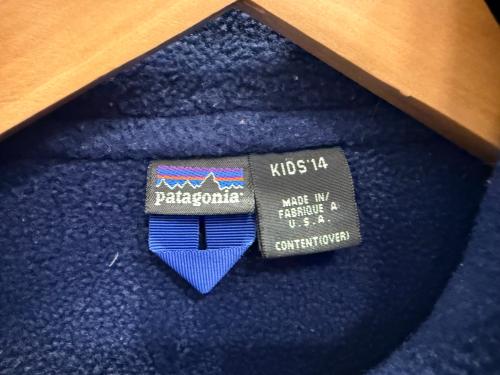 patagonia®
KIDS'14
MADE IN/
FABRIQUE A
U.S.A.
CONTENT(OVER)